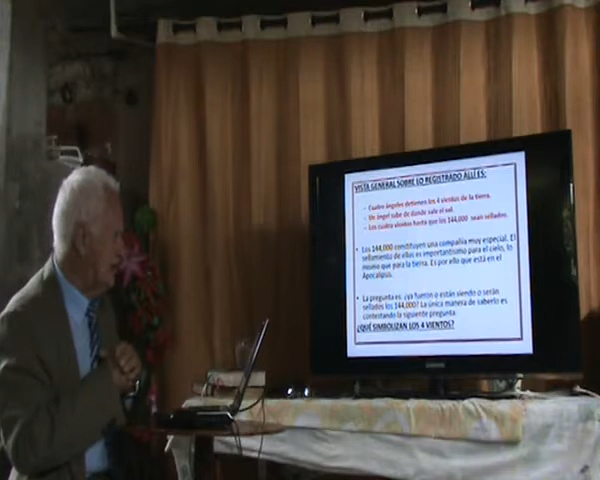 VISTA GENERAL SOBRE LO REGISTRADO ALLÍ ES:
- Cuatro ángeles detienen los 4 vientos de la tierra.
- Un ángel sube de donde sale el sol.
- Los cuatro vientos hasta que los 144,000 sean sellados.
• Los 144,000 constituyen una compañía muy especial. El
sellamiento de ellos es importantísimo para el cielo, lo
mismo que para la tierra. Es por ello que está en el
Apocalipsis.
• La pregunta es: ¿ya fueron o están siendo o serán
sellados los 144,000? La única manera de saberlo es
contestando la siguiente pregunta.
¿QUÉ SIMBOLIZAN LOS 4 VIENTOS?
SAMSUNG